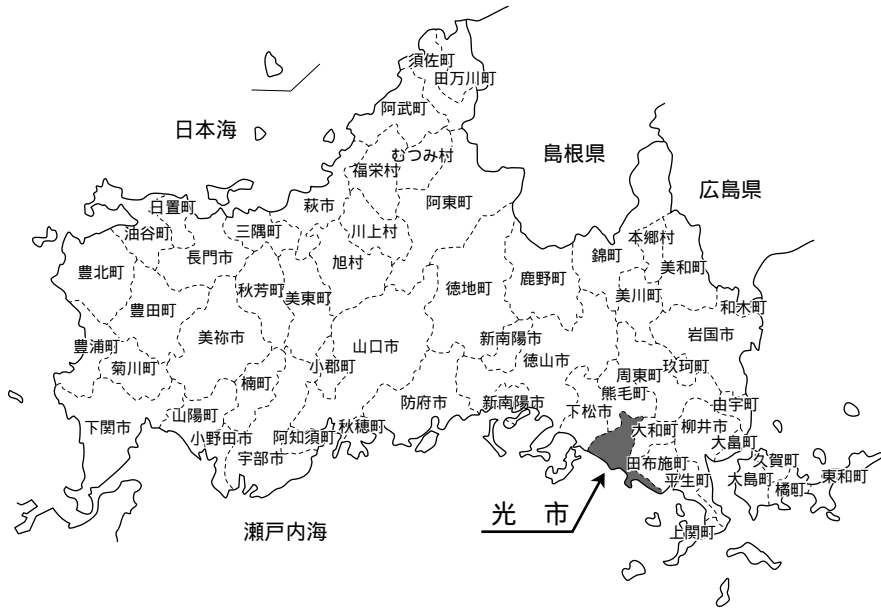 須佐町
田万川町
阿武町
日本海
むつみ村
島根県
福栄村
広島県
日置町
萩市
阿東町
油谷町
三隅町
川上村
本郷村
長門市
旭村
錦町
豊北町
美和町
鹿野町
秋芳町
美東町
徳地町
美川町
豊田町
和木町
美祢市
岩国市
新南陽市
豊浦町
山口市
徳山市
菊川町
小郡町
玖珂町
周東町
楠町
熊毛町
防府市
新南陽市
由宇町
下松市
山陽町
下関市
秋穂町
大和町
柳井市
小野田市
阿知須町
大畠町
宇部市
田布施町
久賀町
平生町
大島町
東和町
橘町
光 市
瀬戸内海
上関町